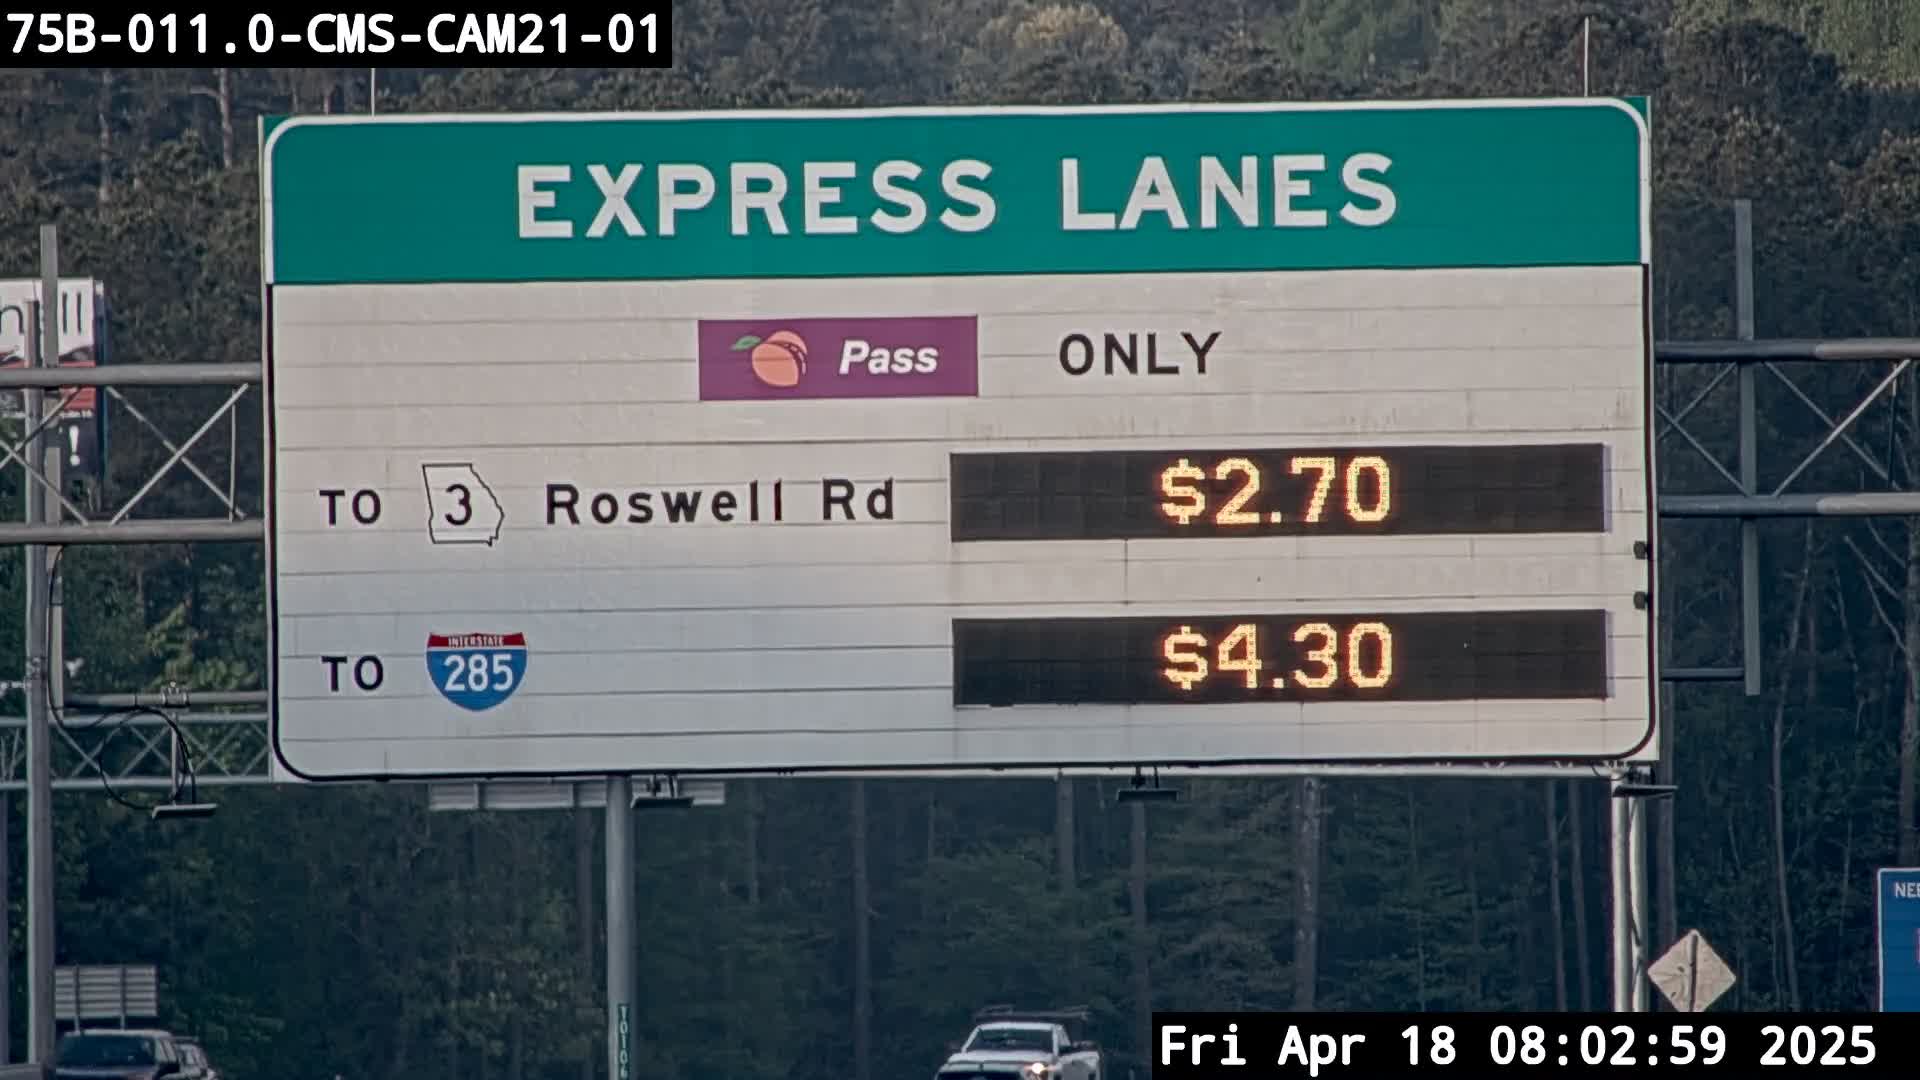 75B-011.0-CMS-CAM21-01
EXPRESS LANES
Pass ONLY
TO 3 Roswell Rd $2.70
TO INTERSTATE 285 $4.30
Fri Apr 18 08:02:59 2025